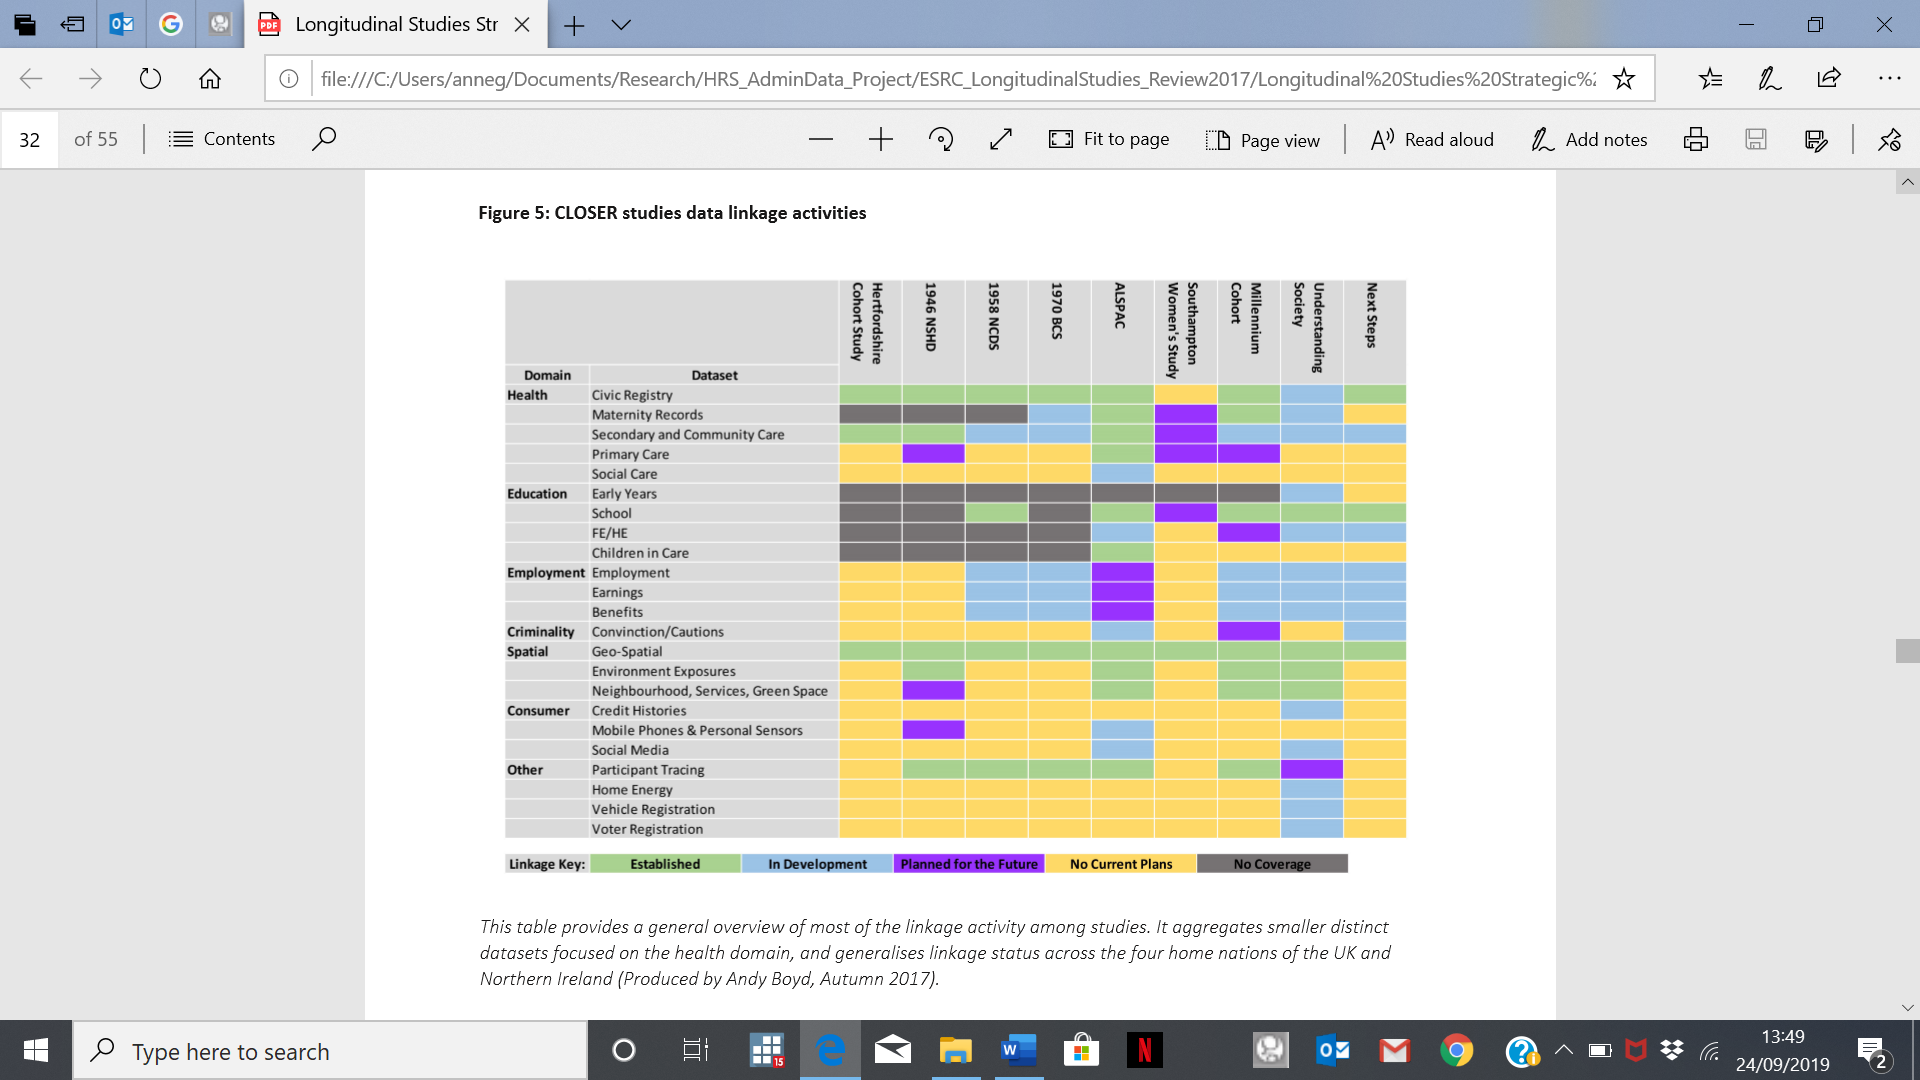 Longitudinal Studies Str
file:///C:/Users/anneg/Documents/Research/HRS_AdminData_Project/ESRC_LongitudinalStudies_Review2017/Longitudinal%20Studies%20Strategic%2
32 of 55 Contents Fit to page Page view Read aloud Add notes
Figure 5: CLOSER studies data linkage activities
Hertfordshire Cohort Study
1946 NSHD
1958 NCDS
1970 BCS
ALSPAC
Southampton Women's Study
Millennium Cohort
Understanding Society
Next Steps
Domain Dataset
Health Civic Registry
Maternity Records
Secondary and Community Care
Primary Care
Social Care
Education Early Years
School
FE/HE
Children in Care
Employment Employment
Earnings
Benefits
Criminality Convinction/Cautions
Spatial Geo-Spatial
Environment Exposures
Neighbourhood, Services, Green Space
Consumer Credit Histories
Mobile Phones & Personal Sensors
Social Media
Other Participant Tracing
Home Energy
Vehicle Registration
Voter Registration
Linkage Key: Established In Development Planned for the Future No Current Plans No Coverage
This table provides a general overview of most of the linkage activity among studies. It aggregates smaller distinct
datasets focused on the health domain, and generalises linkage status across the four home nations of the UK and
Northern Ireland (Produced by Andy Boyd, Autumn 2017).
Type here to search
15
13:49
24/09/2019
2